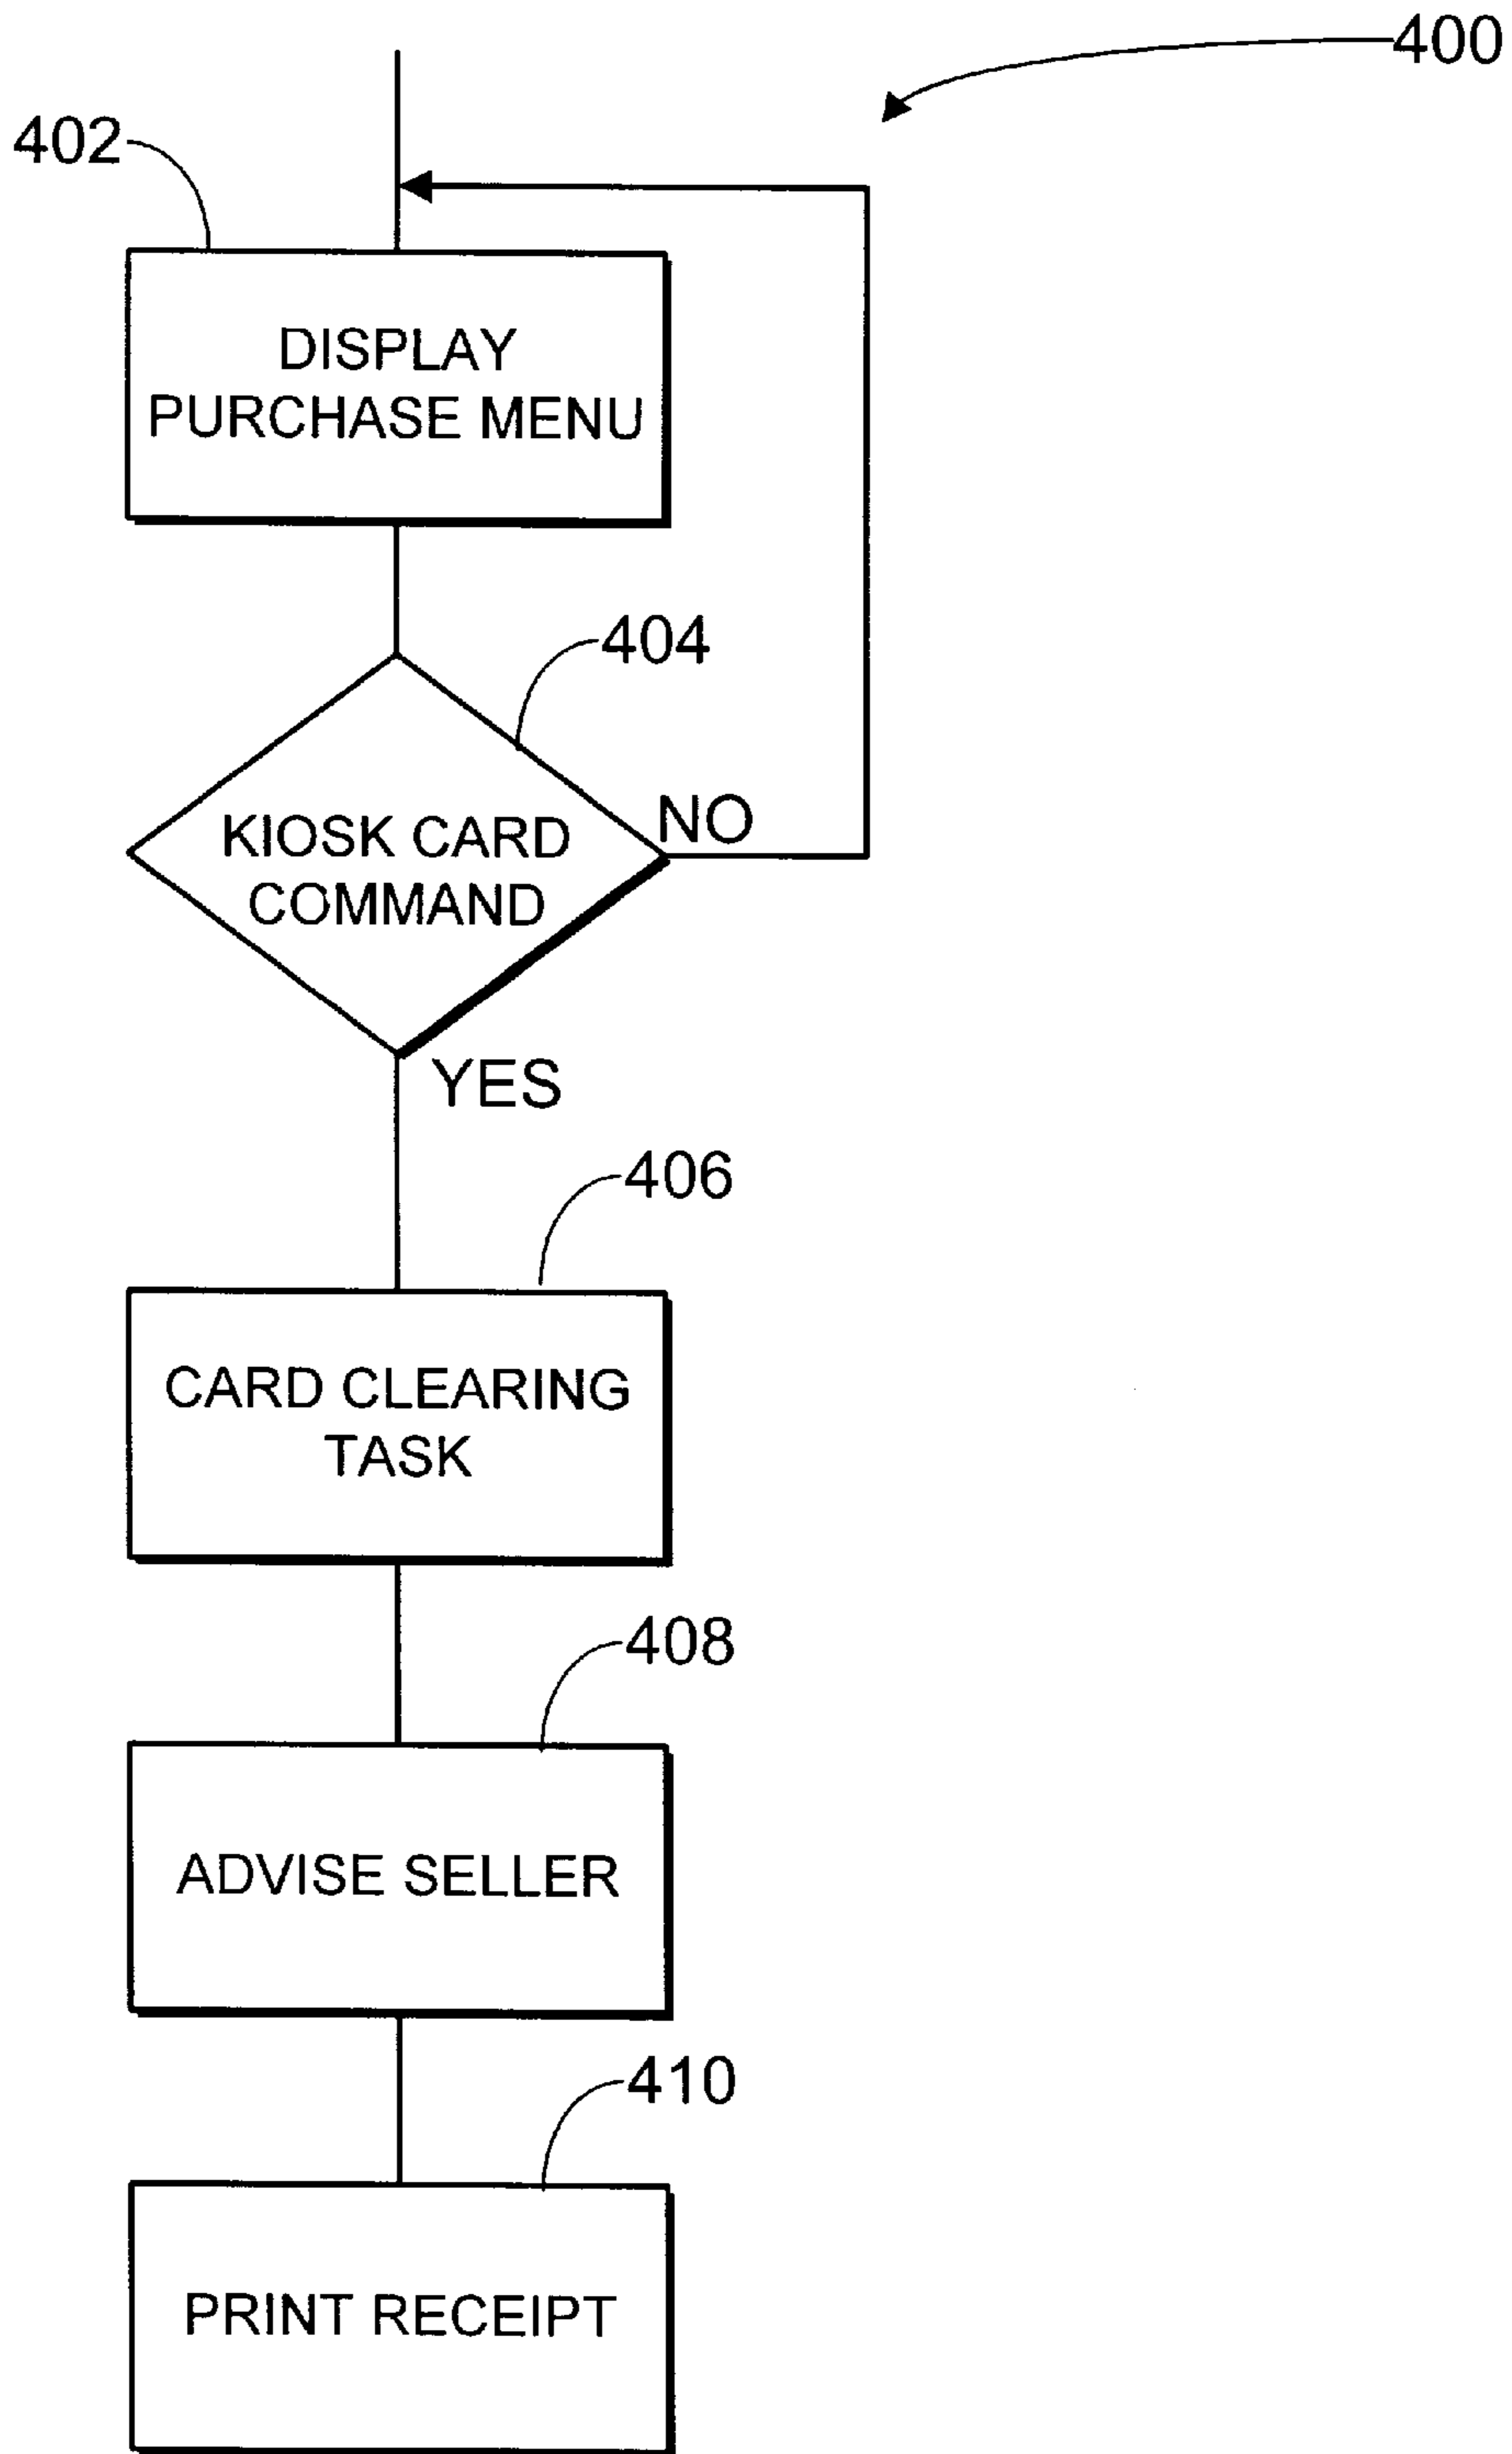 400
402
DISPLAY
PURCHASE MENU
404
KIOSK CARD
COMMAND
NO
YES
406
CARD CLEARING
TASK
408
ADVISE SELLER
410
PRINT RECEIPT